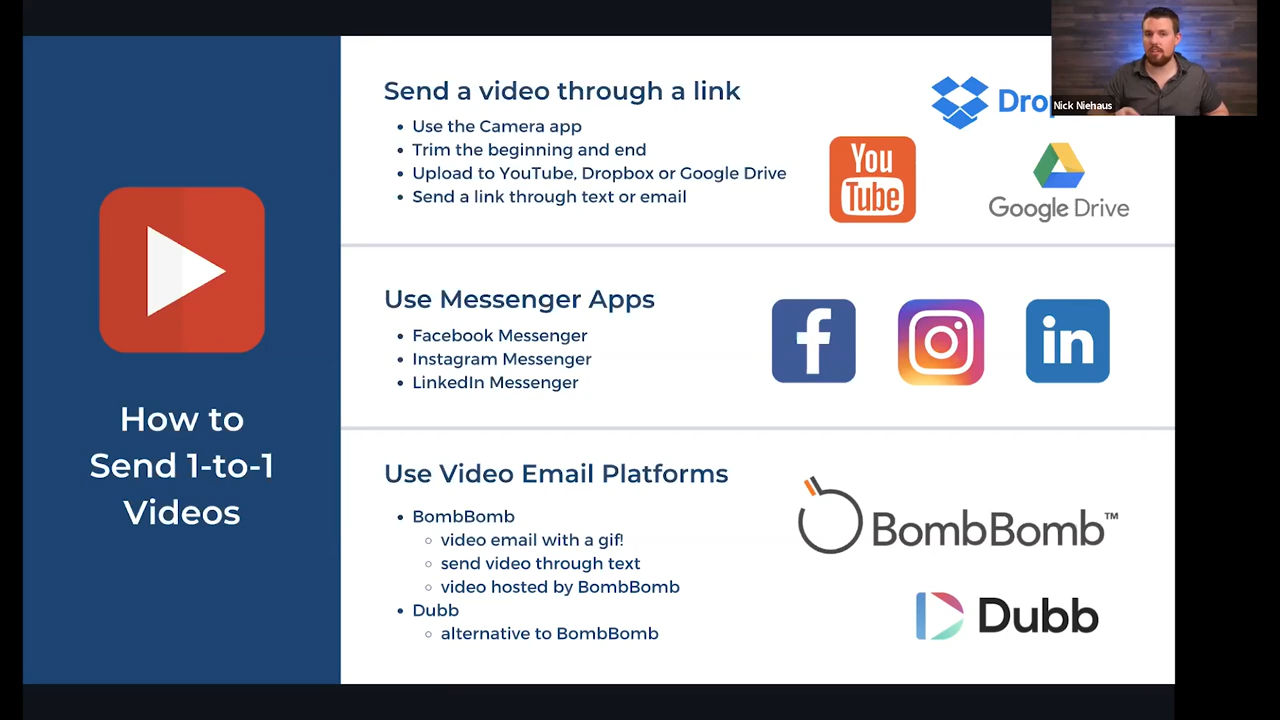 How to
Send 1-to-1
Videos
Send a video through a link
• Use the Camera app
• Trim the beginning and end
• Upload to YouTube, Dropbox or Google Drive
• Send a link through text or email
Drop
Nick Niehaus
You
Tube
Google Drive
Use Messenger Apps
• Facebook Messenger
• Instagram Messenger
• LinkedIn Messenger
f
in
Use Video Email Platforms
• BombBomb
◦ video email with a gif!
◦ send video through text
◦ video hosted by BombBomb
• Dubb
◦ alternative to BombBomb
BombBomb™
Dubb